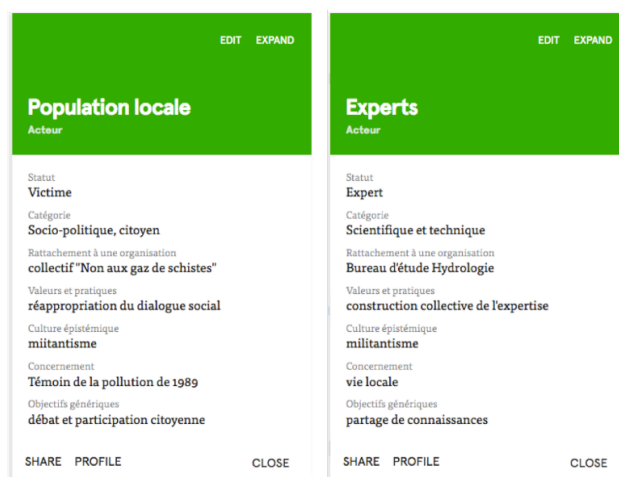 EDIT EXPAND
Population locale
Acteur
Statut
Victime
Catégorie
Socio-politique, citoyen
Rattachement à une organisation
collectif "Non aux gaz de schistes"
Valeurs et pratiques
réappropriation du dialogue social
Culture épistémique
miitantisme
Concernement
Témoin de la pollution de 1989
Objectifs génériques
débat et participation citoyenne
SHARE PROFILE CLOSE
EDIT EXPAND
Experts
Acteur
Statut
Expert
Catégorie
Scientifique et technique
Rattachement à une organisation
Bureau d'étude Hydrologie
Valeurs et pratiques
construction collective de l'expertise
Culture épistémique
militantisme
Concernement
vie locale
Objectifs génériques
partage de connaissances
SHARE PROFILE CLOSE